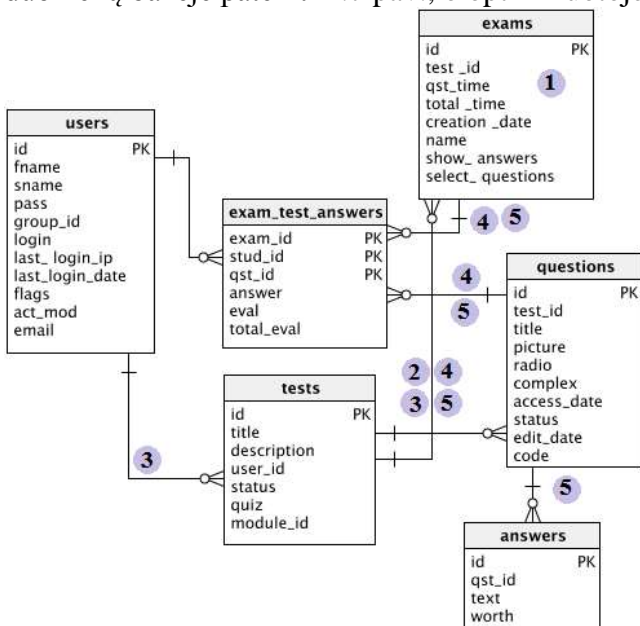 duomenų bazėje
exams
id PK
test _id
qst_time
total _time
creation _date
name
show_ answers
select_ questions
1
users
id PK
fname
sname
pass
group_id
login
last_ login_ip
last_login_date
flags
act_mod
email
exam_test_answers
exam_id PK
stud_id PK
qst_id PK
answer
eval
total_eval
4 5
4
5
questions
id PK
test_id
title
picture
radio
complex
access_date
status
edit_date
code
2 4
3 5
tests
id PK
title
description
user_id
status
quiz
module_id
3
5
answers
id PK
qst_id
text
worth